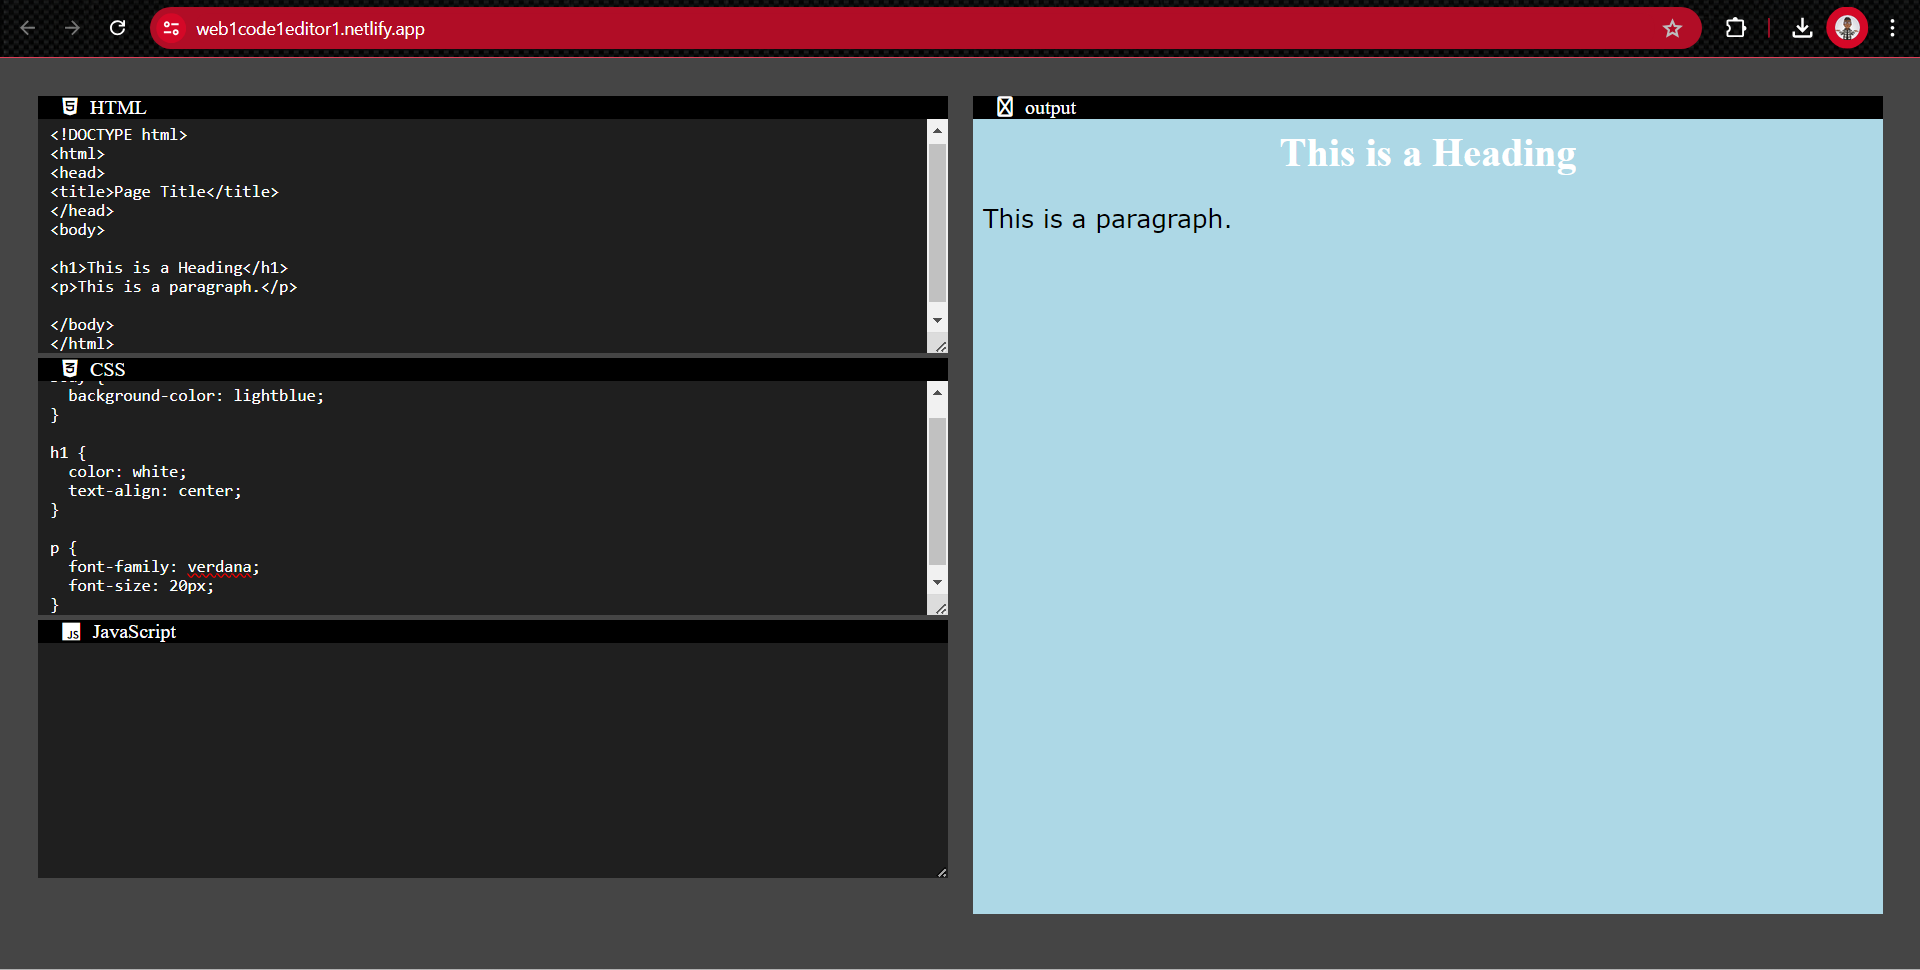 web1code1editor1.netlify.app
HTML
<!DOCTYPE html>
<html>
<head>
<title>Page Title</title>
</head>
<body>
<h1>This is a Heading</h1>
<p>This is a paragraph.</p>
</body>
</html>
CSS
background-color: lightblue;
}
h1 {
color: white;
text-align: center;
}
p {
font-family: verdana;
font-size: 20px;
}
JS JavaScript
output
This is a Heading
This is a paragraph.